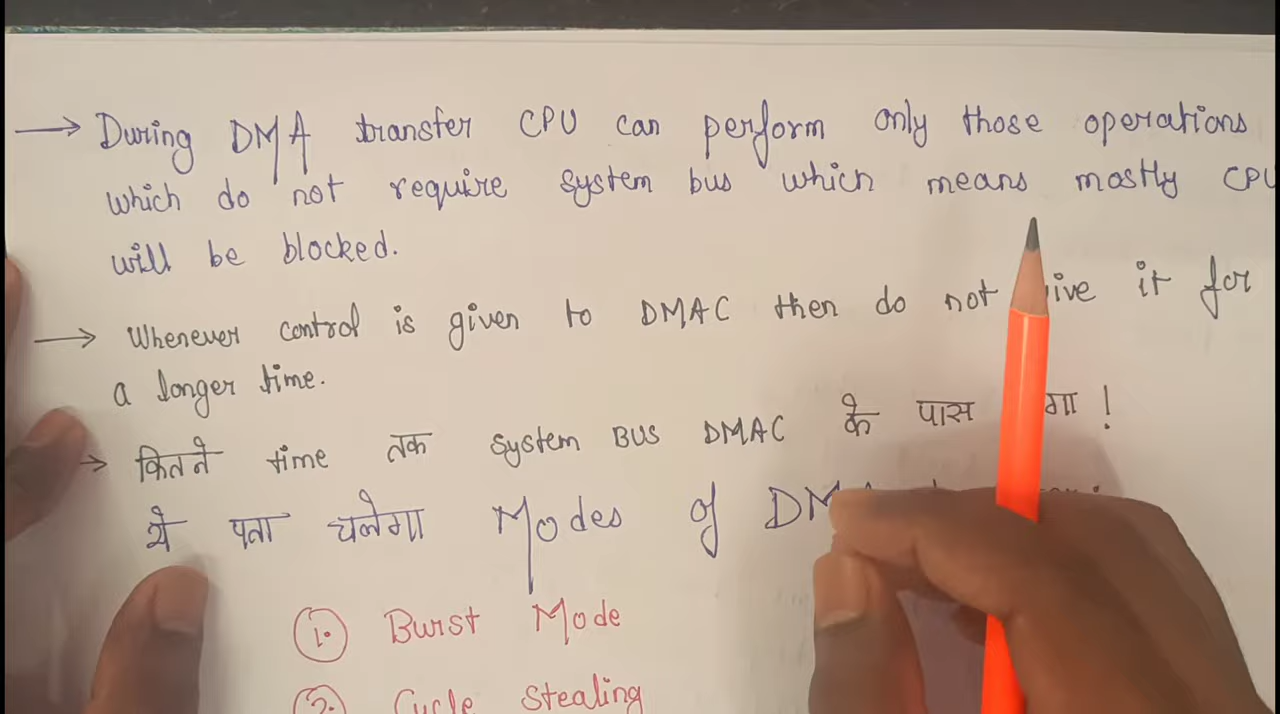 → During DMA transfer CPU can perform only those operations
which do not require system bus which means mostly CPU
will be blocked.
→ Whenever control is given to DMAC then do not give it for
a longer time.
→ कितने time तक system BUS DMAC के पास !
ये पता चलेगा Modes of
1. Burst Mode
2. Cycle Stealing